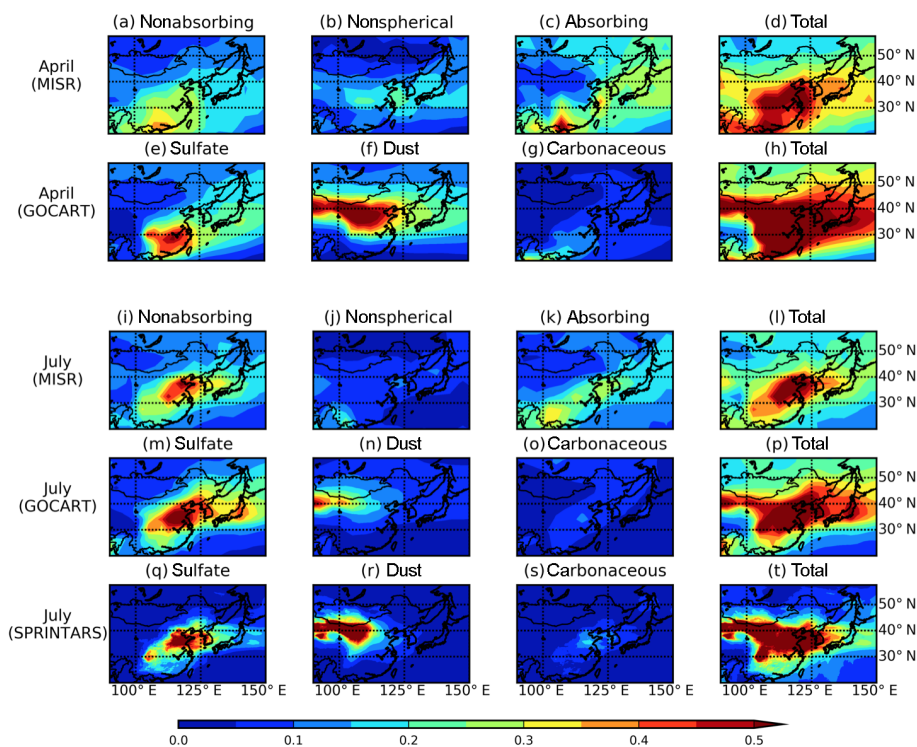 (a) Nonabsorbing (b) Nonspherical (c) Absorbing (d) Total
April
(MISR)
50° N
40° N
30° N
(e) Sulfate (f) Dust (g) Carbonaceous (h) Total
April
(GOCART)
50° N
40° N
30° N
(i) Nonabsorbing (j) Nonspherical (k) Absorbing (l) Total
July
(MISR)
50° N
40° N
30° N
(m) Sulfate (n) Dust (o) Carbonaceous (p) Total
July
(GOCART)
50° N
40° N
30° N
(q) Sulfate (r) Dust (s) Carbonaceous (t) Total
July
(SPRINTARS)
50° N
40° N
30° N
100° E 125° E 150° E 100° E 125° E 150° E 100° E 125° E 150° E 100° E 125° E 150° E
0.0 0.1 0.2 0.3 0.4 0.5